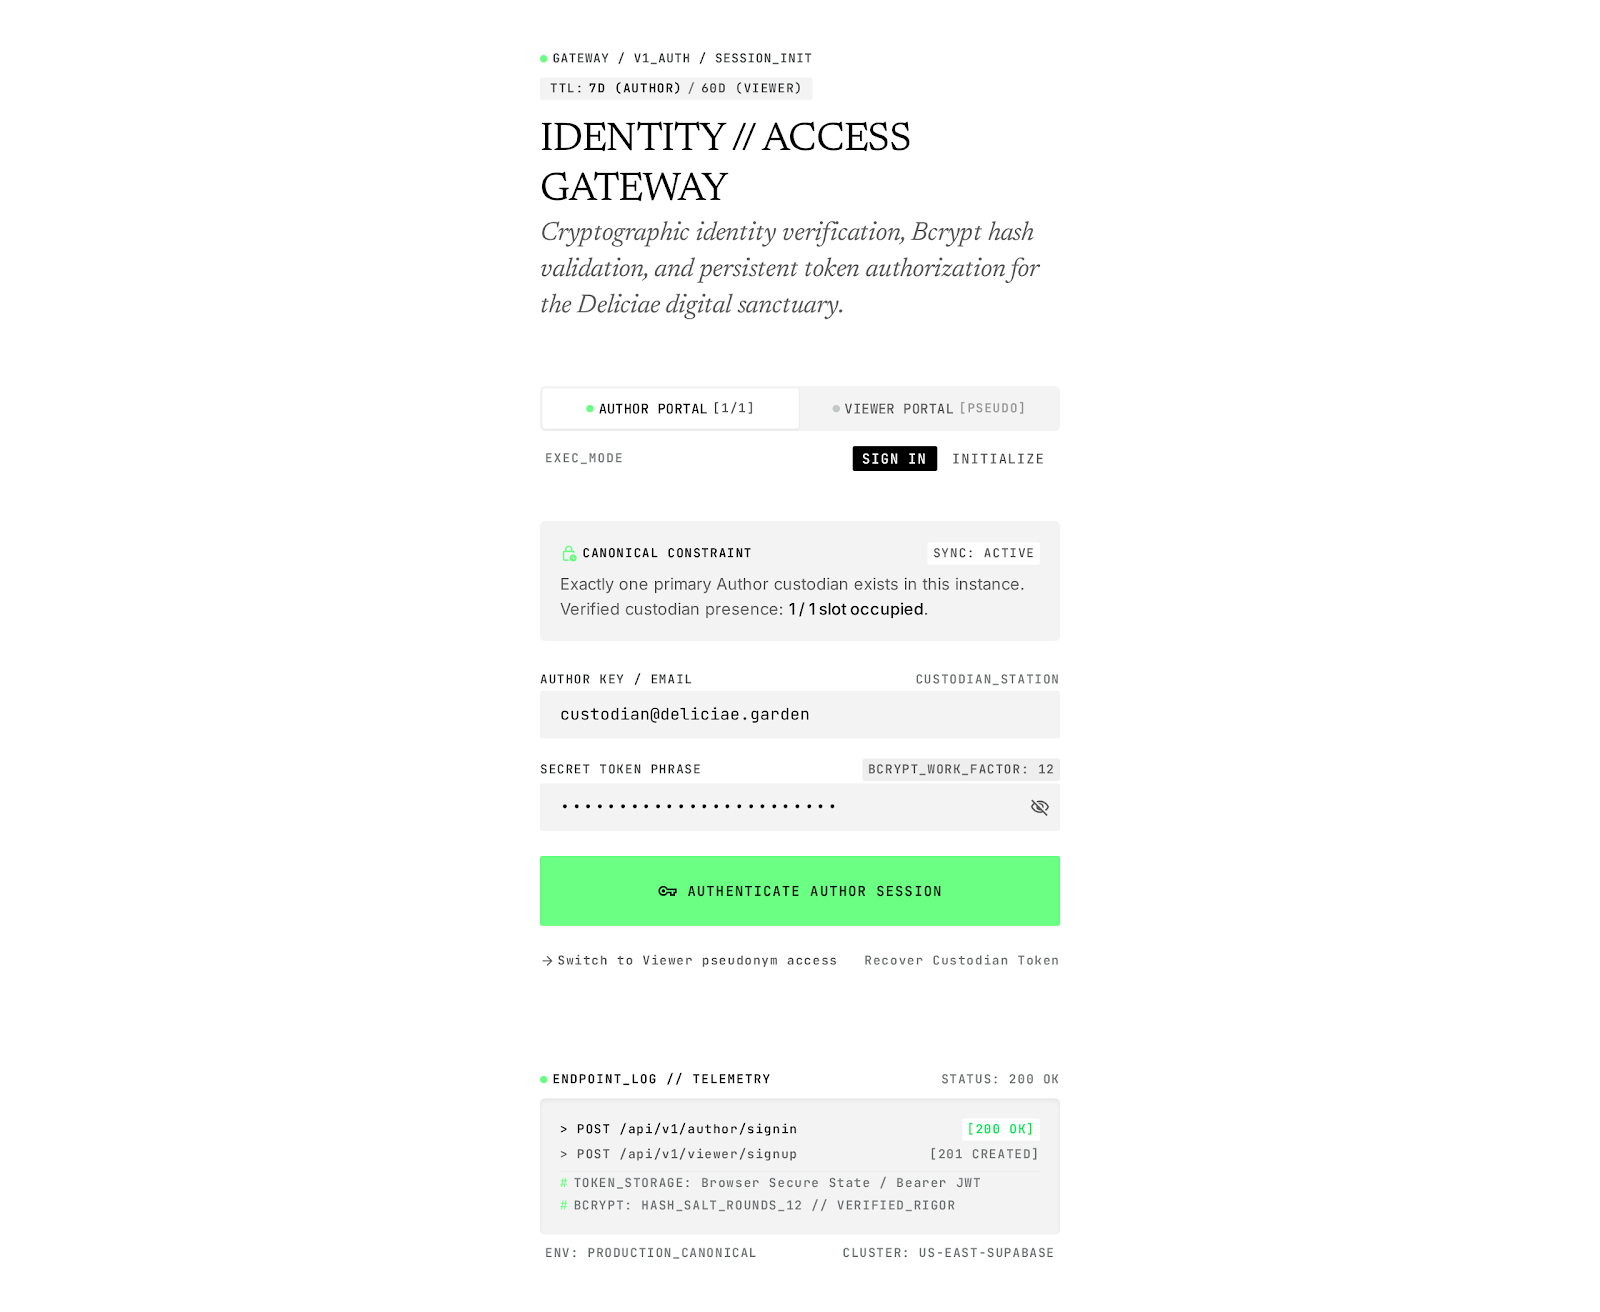 GATEWAY / V1_AUTH / SESSION_INIT
TTL: 7D (AUTHOR) / 60D (VIEWER)
IDENTITY // ACCESS
GATEWAY
Cryptographic identity verification, Bcrypt hash
validation, and persistent token authorization for
the Deliciae digital sanctuary.
AUTHOR PORTAL [1/1] VIEWER PORTAL [PSEUDO]
EXEC_MODE SIGN IN INITIALIZE
CANONICAL CONSTRAINT SYNC: ACTIVE
Exactly one primary Author custodian exists in this instance.
Verified custodian presence: 1 / 1 slot occupied.
AUTHOR KEY / EMAIL CUSTODIAN_STATION
custodian@deliciae.garden
SECRET TOKEN PHRASE BCRYPT_WORK_FACTOR: 12
••••••••••••••••••••••••
AUTHENTICATE AUTHOR SESSION
→ Switch to Viewer pseudonym access Recover Custodian Token
ENDPOINT_LOG // TELEMETRY STATUS: 200 OK
> POST /api/v1/author/signin [200 OK]
> POST /api/v1/viewer/signup [201 CREATED]
# TOKEN_STORAGE: Browser Secure State / Bearer JWT
# BCRYPT: HASH_SALT_ROUNDS_12 // VERIFIED_RIGOR
ENV: PRODUCTION_CANONICAL CLUSTER: US-EAST-SUPABASE